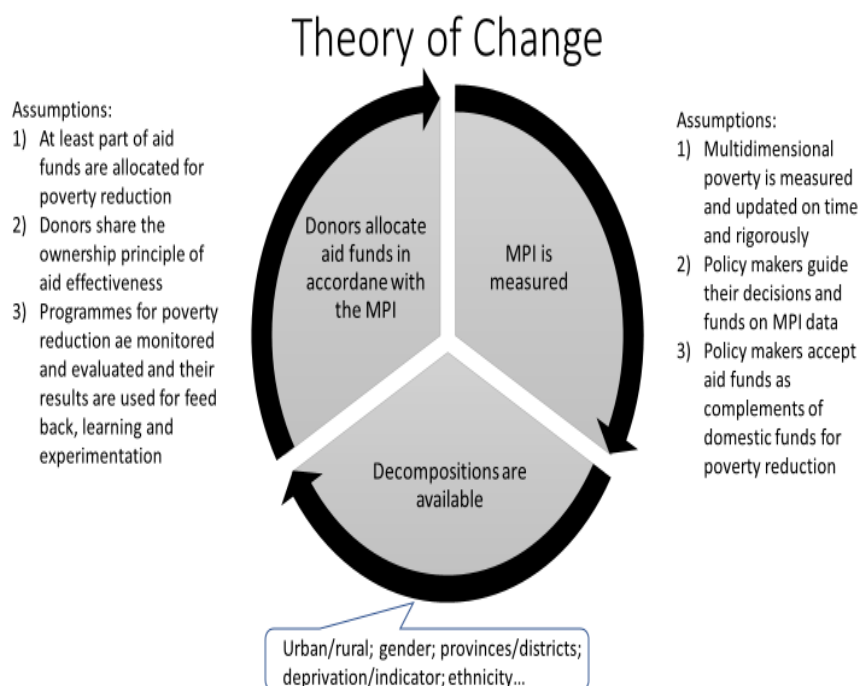 Theory of Change
Assumptions:
1) At least part of aid
funds are allocated for
poverty reduction
2) Donors share the
ownership principle of
aid effectiveness
3) Programmes for poverty
reduction ae monitored
and evaluated and their
results are used for feed
back, learning and
experimentation
Donors allocate
aid funds in
accordane with
the MPI
MPI is
measured
Decompositions are
available
Assumptions:
1) Multidimensional
poverty is measured
and updated on time
and rigorously
2) Policy makers guide
their decisions and
funds on MPI data
3) Policy makers accept
aid funds as
complements of
domestic funds for
poverty reduction
Urban/rural; gender; provinces/districts;
deprivation/indicator; ethnicity...